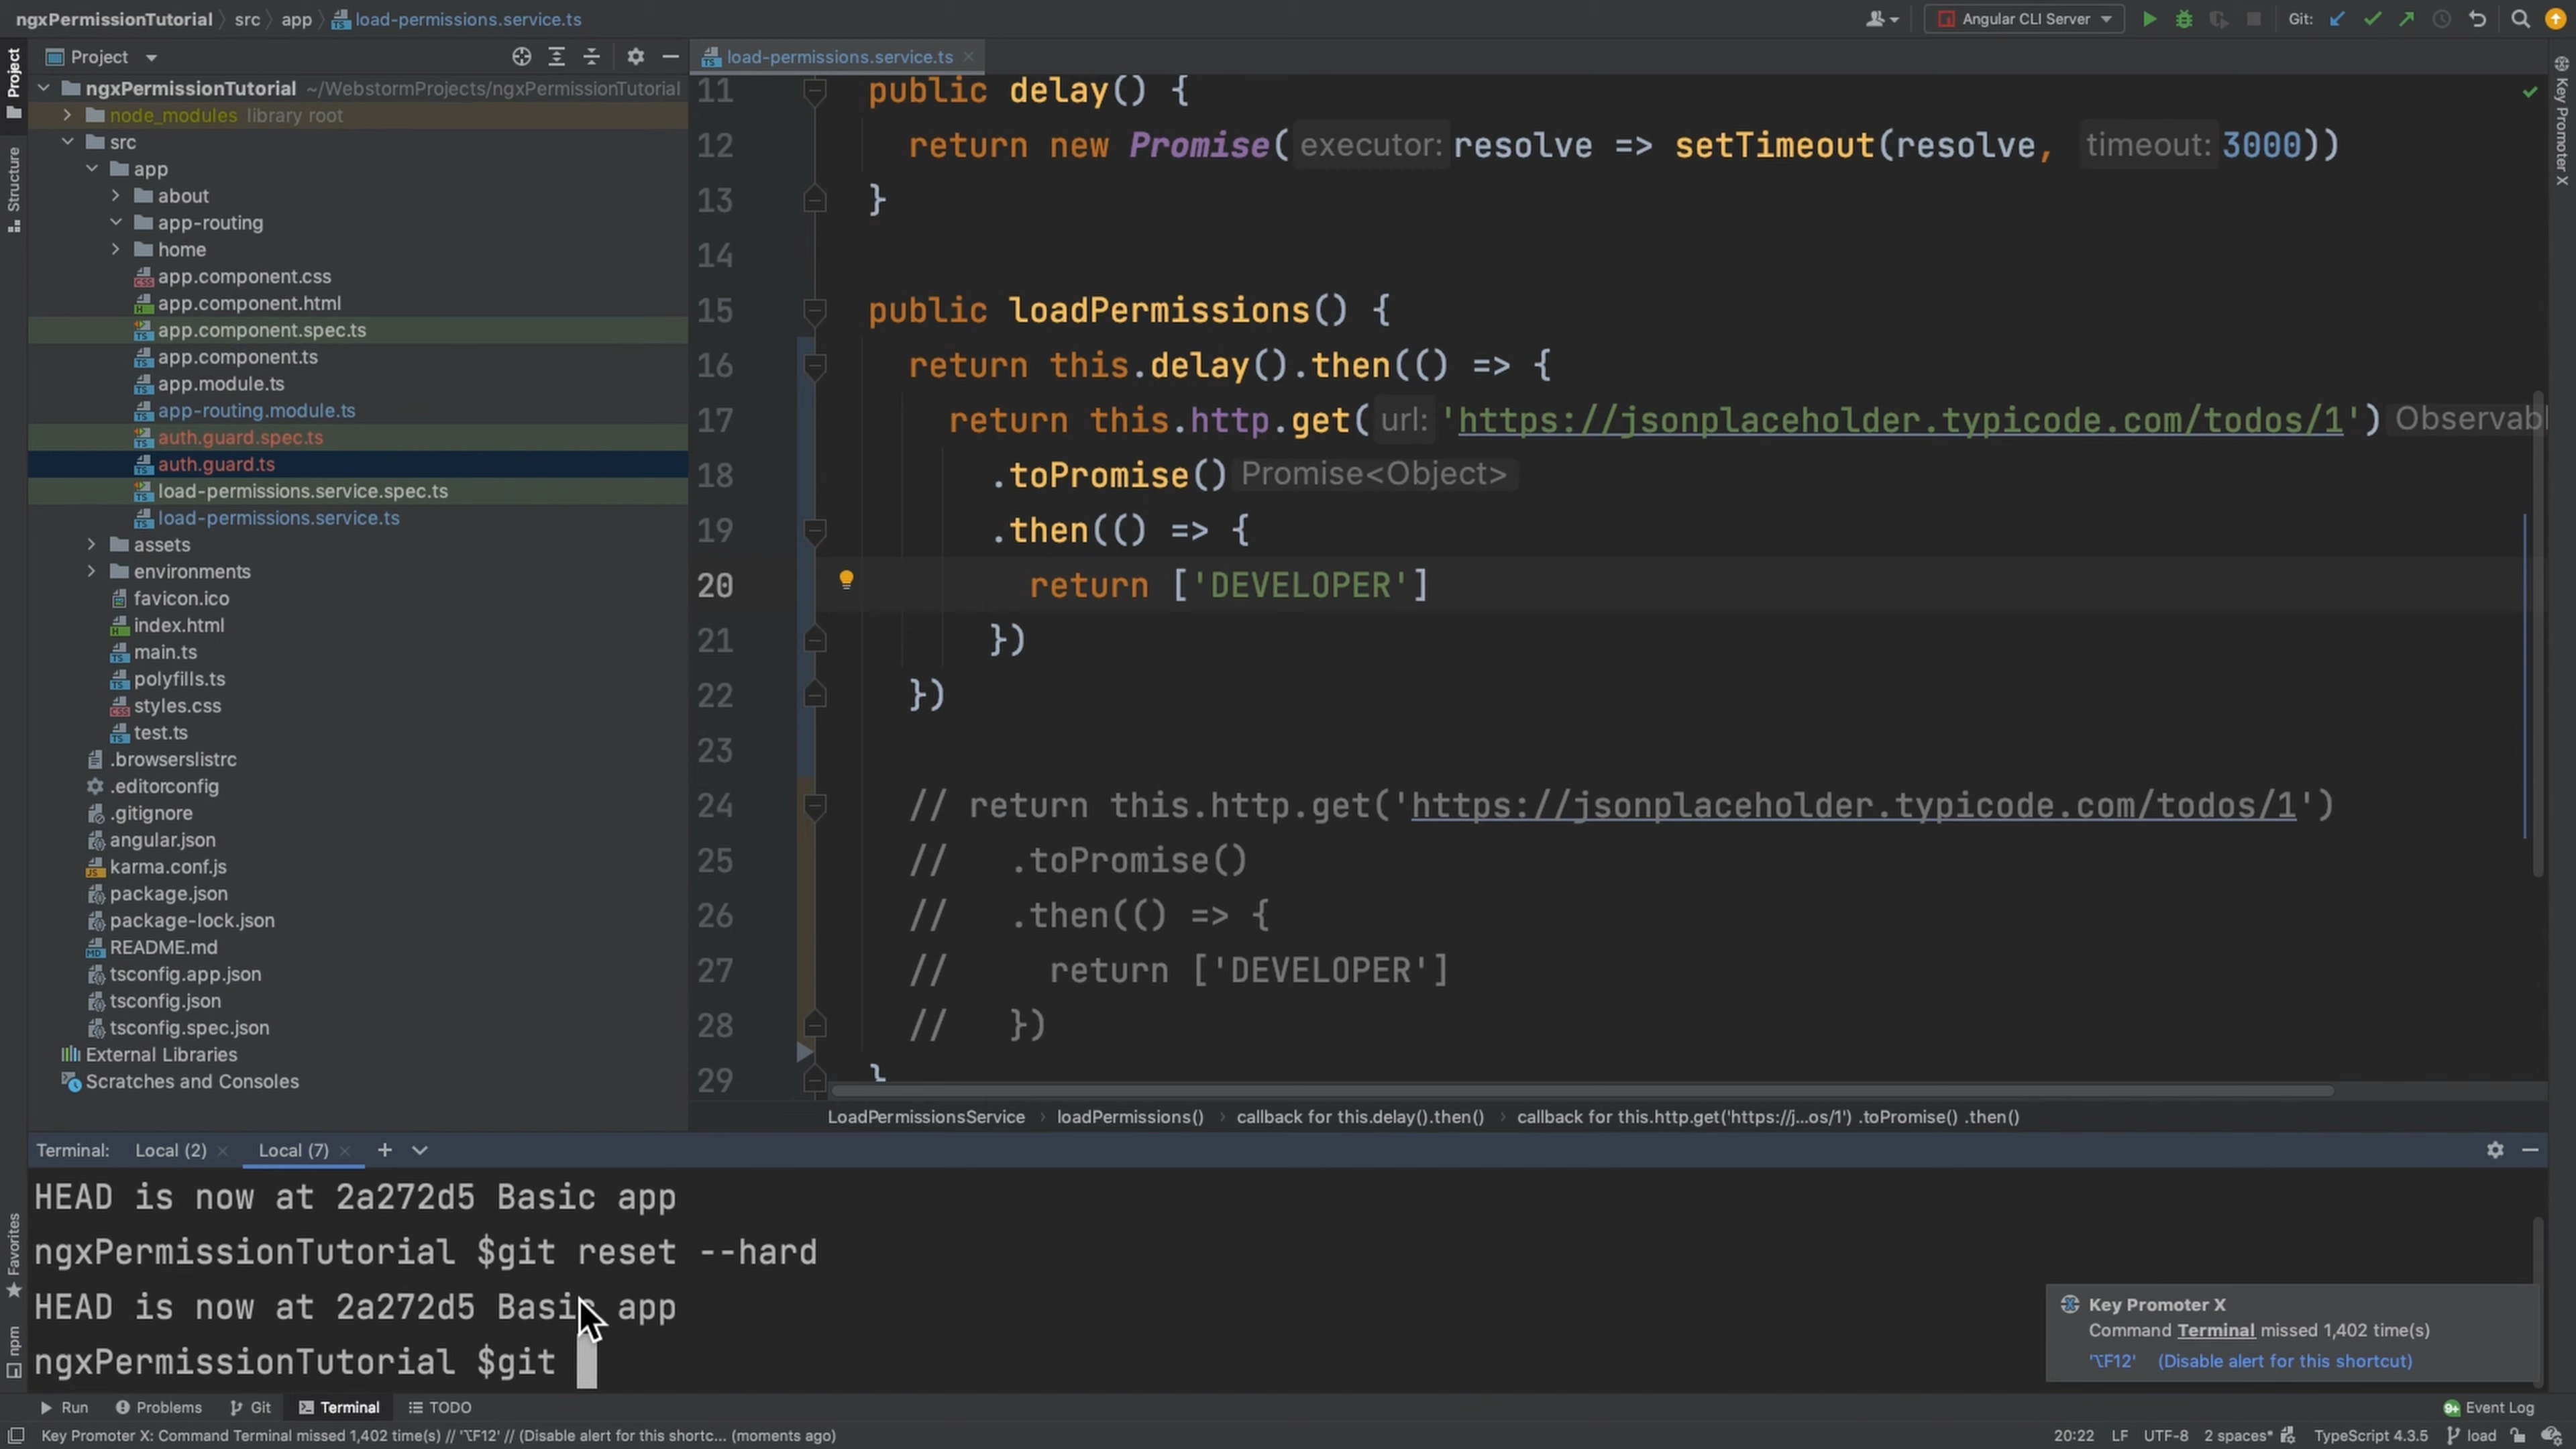 ngxPermissionTutorial src app load-permissions.service.ts
Angular CLI Server
Git:
Project
load-permissions.service.ts
Project
Structure
Favorites
npm
Key Promoter X
ngxPermissionTutorial ~/WebstormProjects/ngxPermissionTutorial
node_modules library root
src
app
about
app-routing
home
app.component.css
app.component.html
app.component.spec.ts
app.component.ts
app.module.ts
app-routing.module.ts
auth.guard.spec.ts
auth.guard.ts
load-permissions.service.spec.ts
load-permissions.service.ts
assets
environments
favicon.ico
index.html
main.ts
polyfills.ts
styles.css
test.ts
.browserslistrc
.editorconfig
.gitignore
angular.json
karma.conf.js
package.json
package-lock.json
README.md
tsconfig.app.json
tsconfig.json
tsconfig.spec.json
External Libraries
Scratches and Consoles
11 public delay() {
12 return new Promise( executor: resolve => setTimeout(resolve, timeout: 3000))
13 }
14
15 public loadPermissions() {
16 return this.delay().then(() => {
17 return this.http.get( url: 'https://jsonplaceholder.typicode.com/todos/1') Observabl
18 .toPromise() Promise<Object>
19 .then(() => {
20 return ['DEVELOPER']
21 })
22 })
23
24 // return this.http.get('https://jsonplaceholder.typicode.com/todos/1')
25 // .toPromise()
26 // .then(() => {
27 // return ['DEVELOPER']
28 // })
29 }
LoadPermissionsService loadPermissions() callback for this.delay().then() callback for this.http.get('https://j...os/1') .toPromise() .then()
Terminal: Local (2) Local (7)
HEAD is now at 2a272d5 Basic app
ngxPermissionTutorial $git reset --hard
HEAD is now at 2a272d5 Basic app
ngxPermissionTutorial $git
Key Promoter X
Command Terminal missed 1,402 time(s)
'⌥F12' (Disable alert for this shortcut)
Run Problems Git Terminal TODO
9+ Event Log
Key Promoter X: Command Terminal missed 1,402 time(s) // '⌥F12' // (Disable alert for this shortc... (moments ago)
20:22 LF UTF-8 2 spaces* TypeScript 4.3.5 load